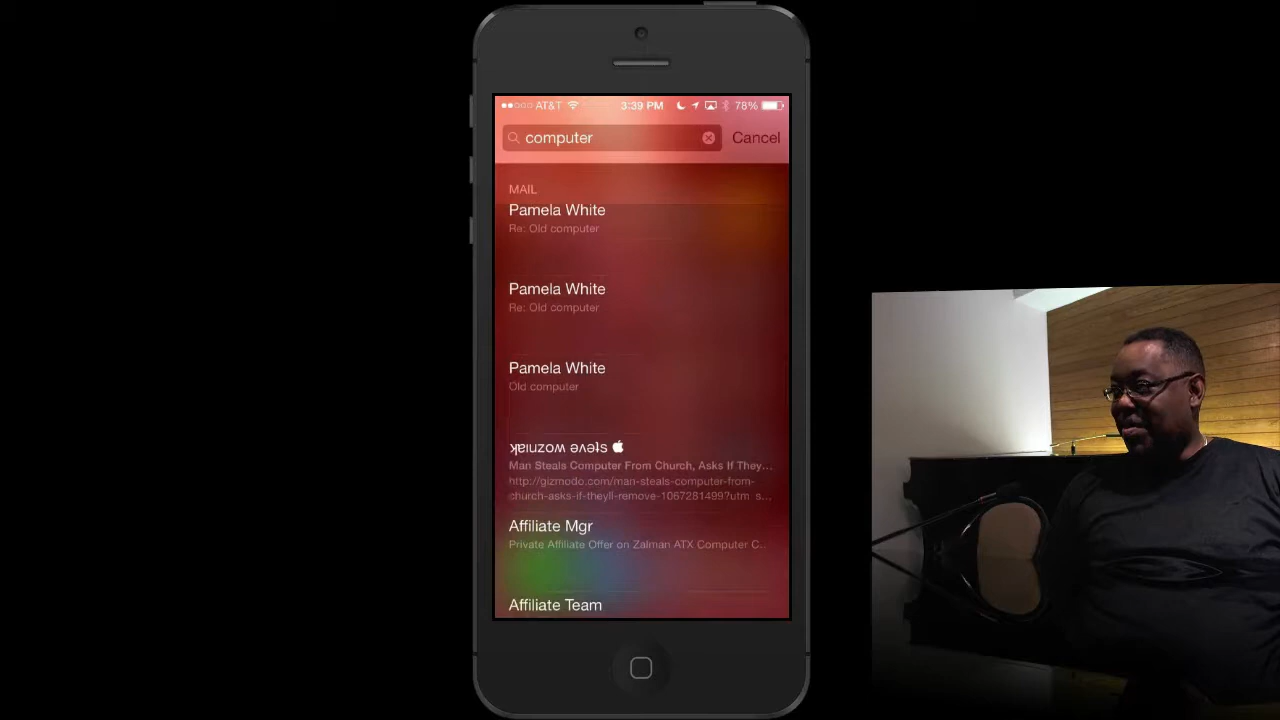 AT&T 3:39 PM 78%
computer Cancel
MAIL
Pamela White
Re: Old computer
Pamela White
Re: Old computer
Pamela White
Old computer
ʞɐıuzoʍ ǝʌǝʇs 
Man Steals Computer From Church, Asks If They...
http://gizmodo.com/man-steals-computer-from-
church-asks-if-theyll-remove-1067281499?utm_s...
Affiliate Mgr
Private Affiliate Offer on Zalman ATX Computer C...
Affiliate Team